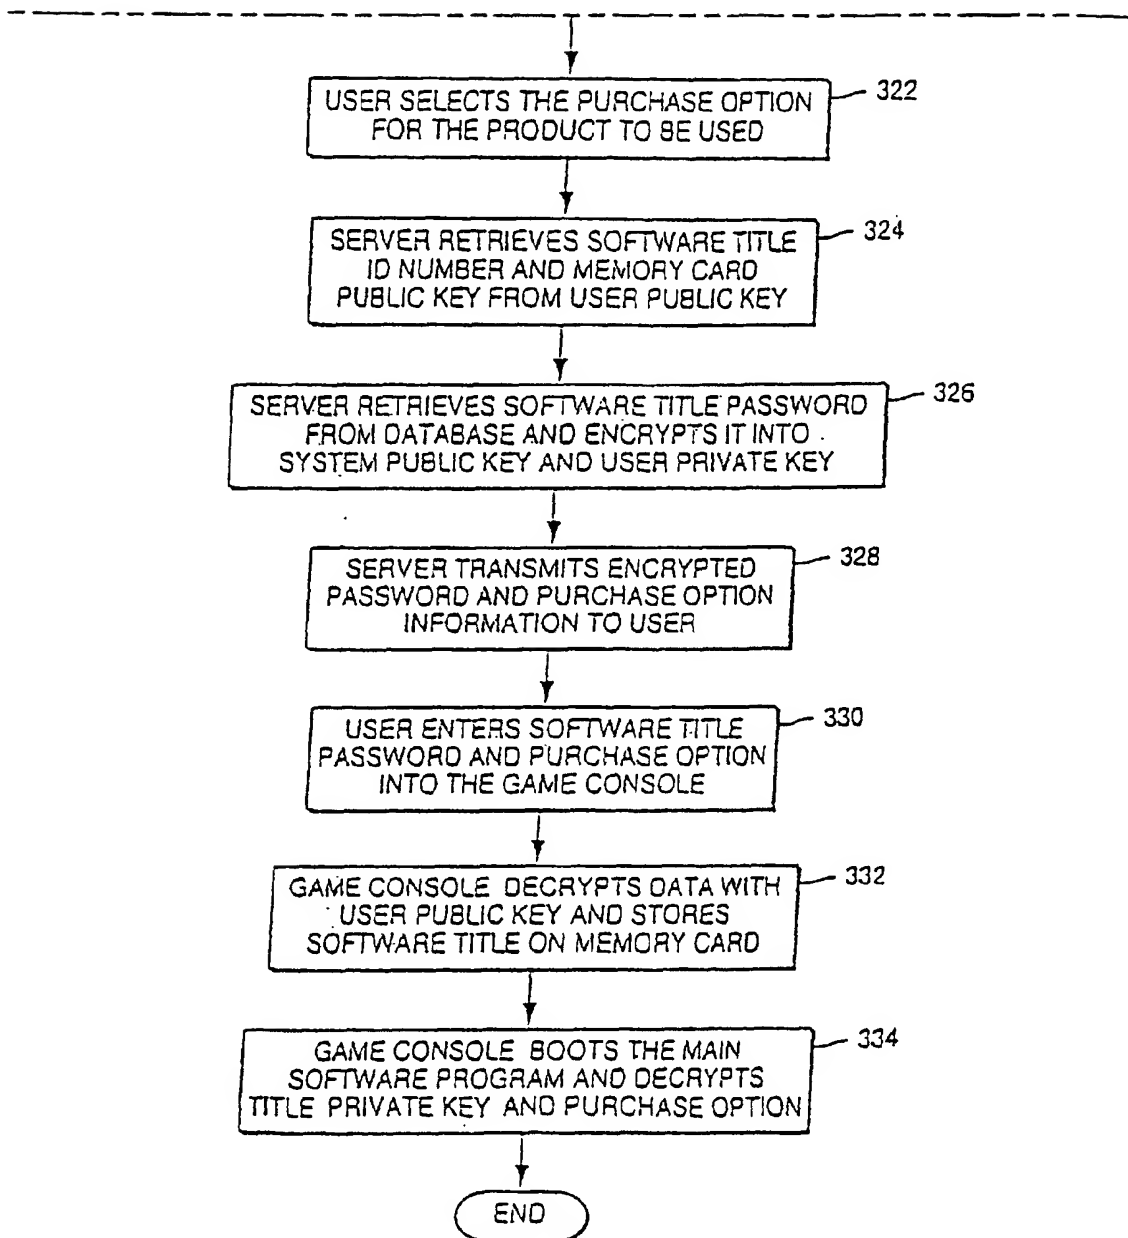 USER SELECTS THE PURCHASE OPTION
FOR THE PRODUCT TO BE USED
322
SERVER RETRIEVES SOFTWARE TITLE
ID NUMBER AND MEMORY CARD
PUBLIC KEY FROM USER PUBLIC KEY
324
SERVER RETRIEVES SOFTWARE TITLE PASSWORD
FROM DATABASE AND ENCRYPTS IT INTO
SYSTEM PUBLIC KEY AND USER PRIVATE KEY
326
SERVER TRANSMITS ENCRYPTED
PASSWORD AND PURCHASE OPTION
INFORMATION TO USER
328
USER ENTERS SOFTWARE TITLE
PASSWORD AND PURCHASE OPTION
INTO THE GAME CONSOLE
330
GAME CONSOLE DECRYPTS DATA WITH
USER PUBLIC KEY AND STORES
SOFTWARE TITLE ON MEMORY CARD
332
GAME CONSOLE BOOTS THE MAIN
SOFTWARE PROGRAM AND DECRYPTS
TITLE PRIVATE KEY AND PURCHASE OPTION
334
END